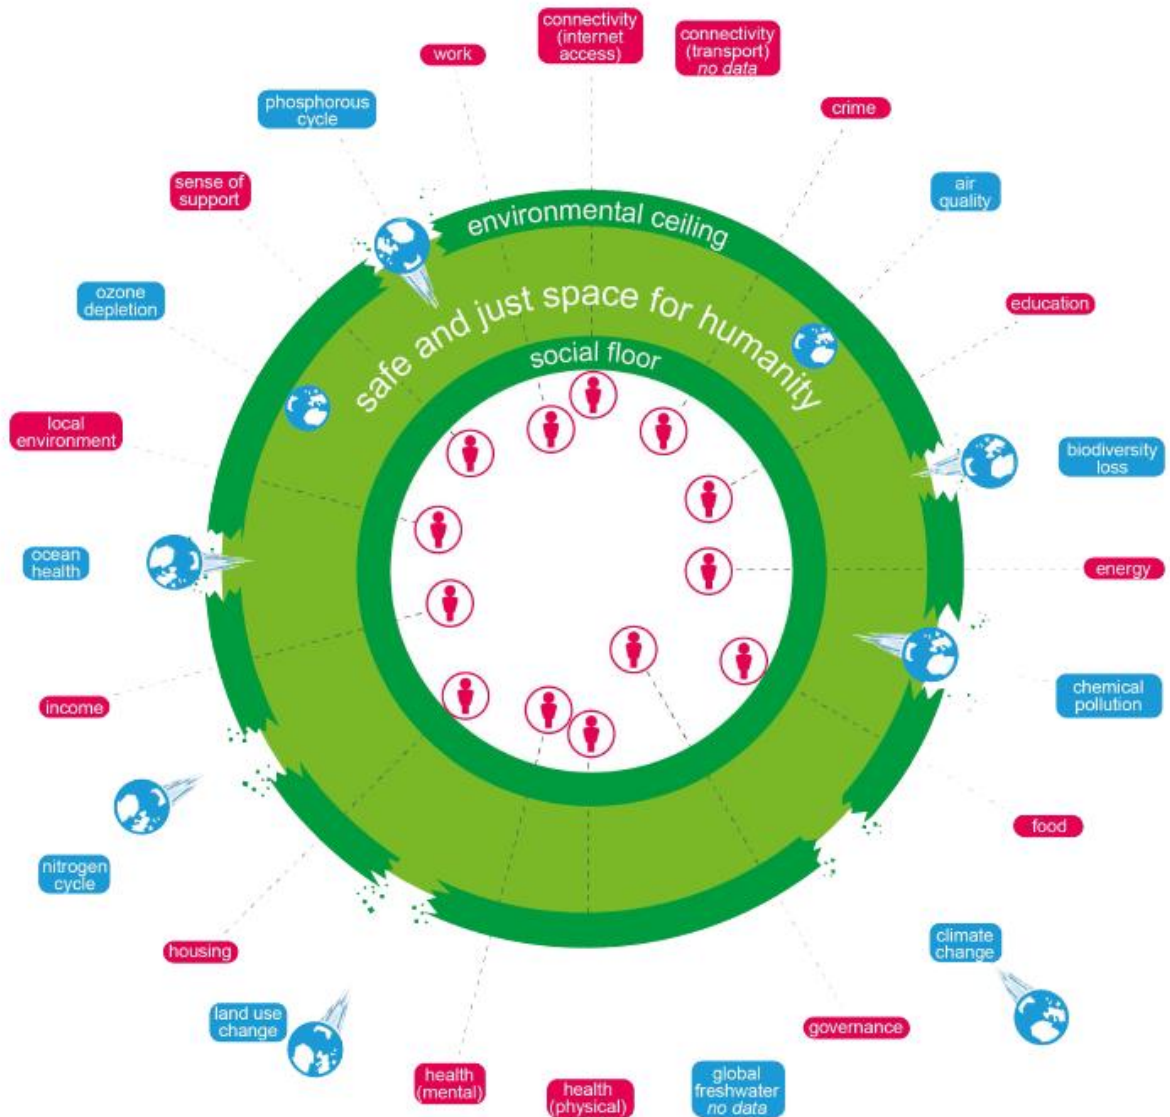 connectivity
(internet
access)
connectivity
(transport)
no data
work
phosphorous
cycle
crime
sense of
support
air
quality
environmental ceiling
ozone
depletion
safe and just space for humanity
education
social floor
local
environment
biodiversity
loss
ocean
health
energy
income
chemical
pollution
food
nitrogen
cycle
housing
climate
change
land use
change
governance
health
(mental)
health
(physical)
global
freshwater
no data